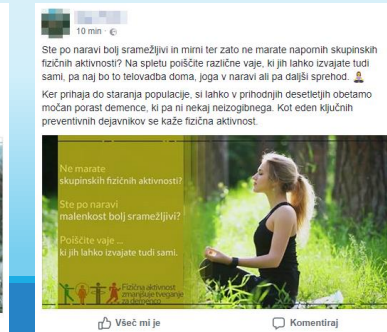 10 min
Ste po naravi bolj sramežljivi in mirni ter zato ne marate napornih skupinskih
fizičnih aktivnosti? Na spletu poiščite različne vaje, ki jih lahko izvajate tudi
sami, pa naj bo to telovadba doma, joga v naravi ali pa daljši sprehod.
Ker prihaja do staranja populacije, si lahko v prihodnjih desetletjih obetamo
močan porast demence, ki pa ni nekaj neizogibnega. Kot eden ključnih
preventivnih dejavnikov se kaže fizična aktivnost.
Ne marate
skupinskih fizičnih aktivnosti?
Ste po naravi
malenkost bolj sramežljivi?
Poiščite vaje ...
ki jih lahko izvajate tudi sami.
Fizična aktivnost
zmanjšuje tveganje
za demenco
Všeč mi je
Komentiraj